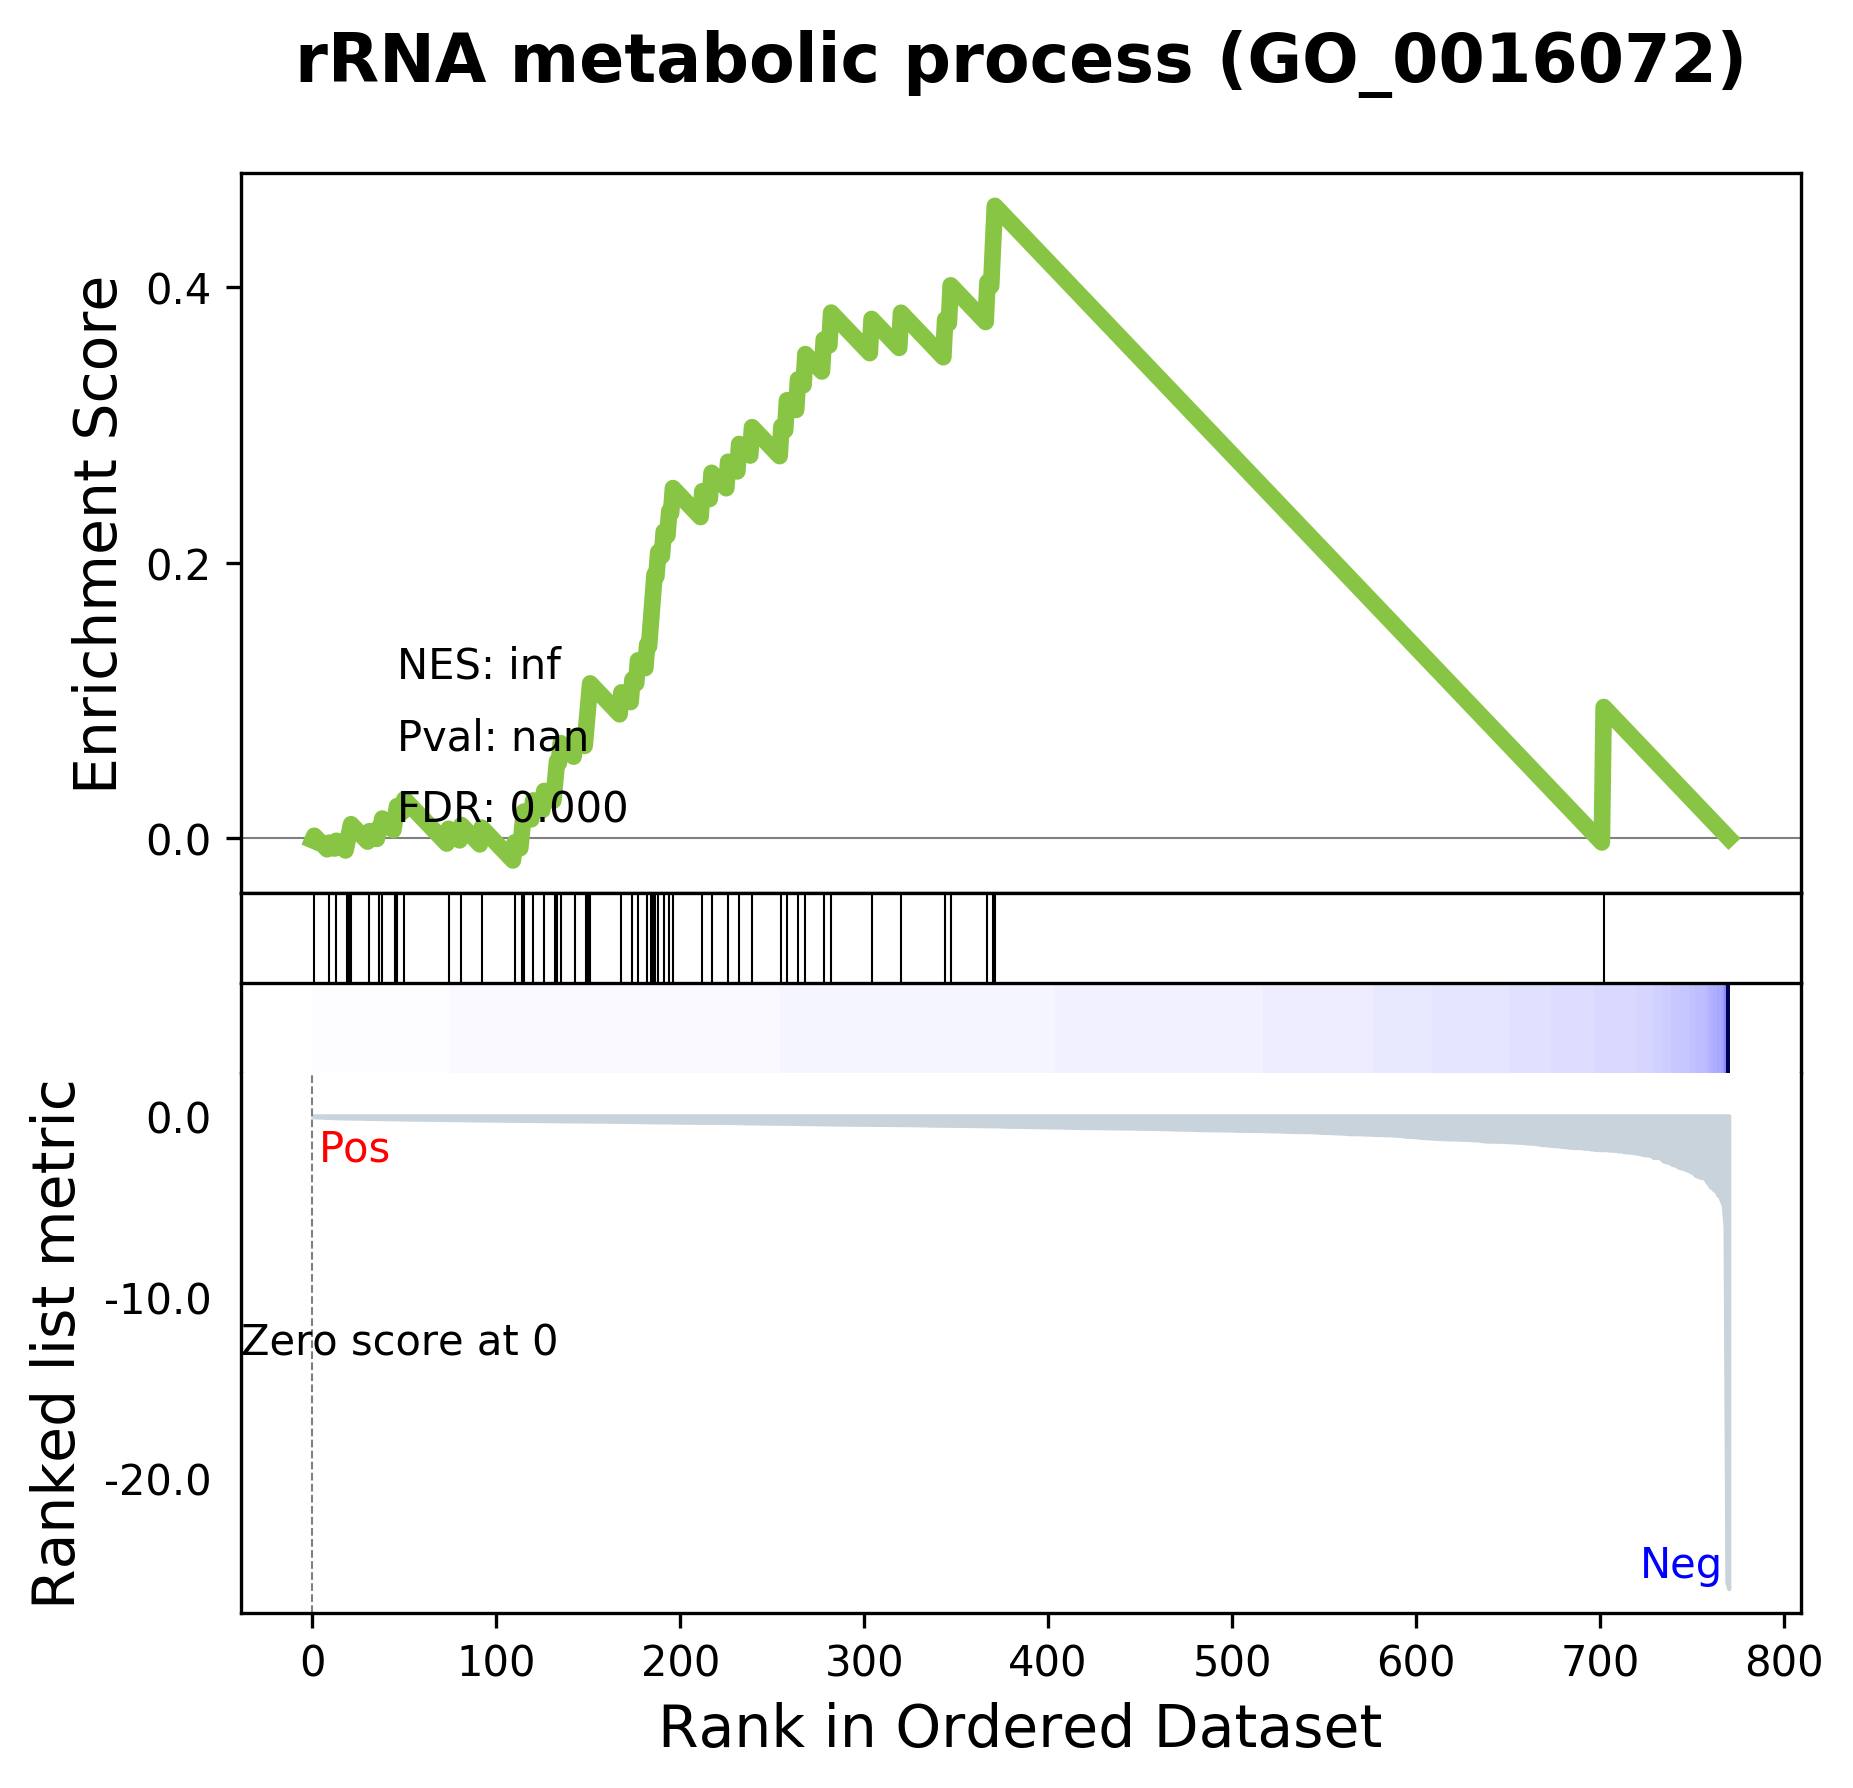 rRNA metabolic process (GO_0016072)
Enrichment Score
0.4
0.2
0.0
NES: inf
Pval: nan
FDR: 0.000
Ranked list metric
0.0
-10.0
-20.0
Pos
Zero score at 0
Neg
0 100 200 300 400 500 600 700 800
Rank in Ordered Dataset